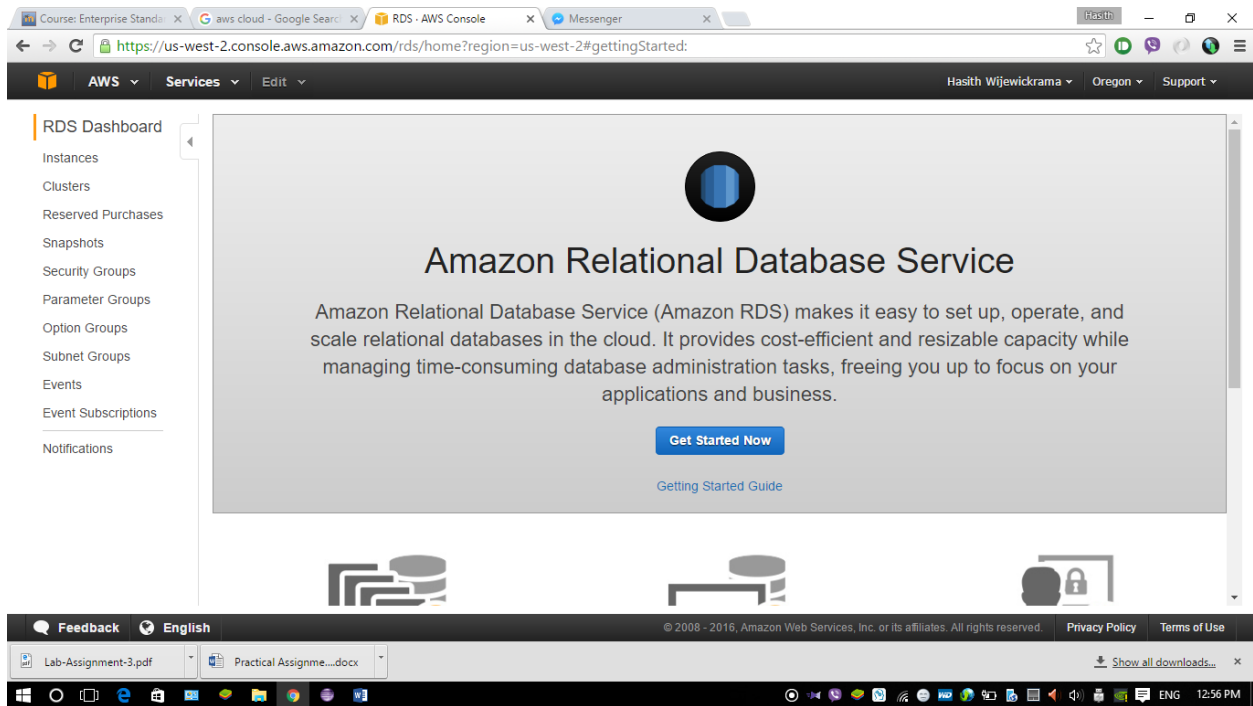 Course: Enterprise Standa
aws cloud - Google Searc
RDS · AWS Console
Messenger
Hasith
https://us-west-2.console.aws.amazon.com/rds/home?region=us-west-2#gettingStarted:
AWS
Services
Edit
Hasith Wijewickrama
Oregon
Support
RDS Dashboard
Instances
Clusters
Reserved Purchases
Snapshots
Security Groups
Parameter Groups
Option Groups
Subnet Groups
Events
Event Subscriptions
Notifications
Amazon Relational Database Service
Amazon Relational Database Service (Amazon RDS) makes it easy to set up, operate, and
scale relational databases in the cloud. It provides cost-efficient and resizable capacity while
managing time-consuming database administration tasks, freeing you up to focus on your
applications and business.
Get Started Now
Getting Started Guide
Feedback
English
© 2008 - 2016, Amazon Web Services, Inc. or its affiliates. All rights reserved.
Privacy Policy
Terms of Use
Lab-Assignment-3.pdf
Practical Assignme....docx
Show all downloads...
ENG
12:56 PM